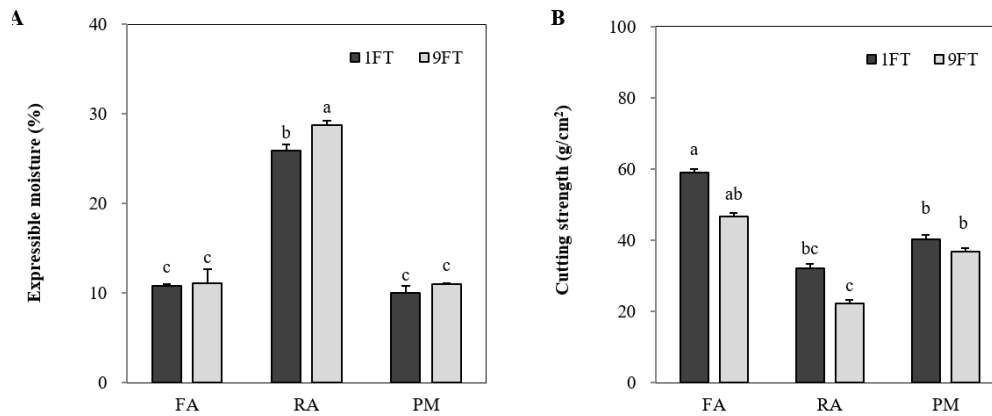 A
Expressible moisture (%)
40
30
20
10
0
1FT 9FT
c c b a c c
FA RA PM
B
Cutting strength (g/cm²)
100
80
60
40
20
0
1FT 9FT
a ab bc c b b
FA RA PM